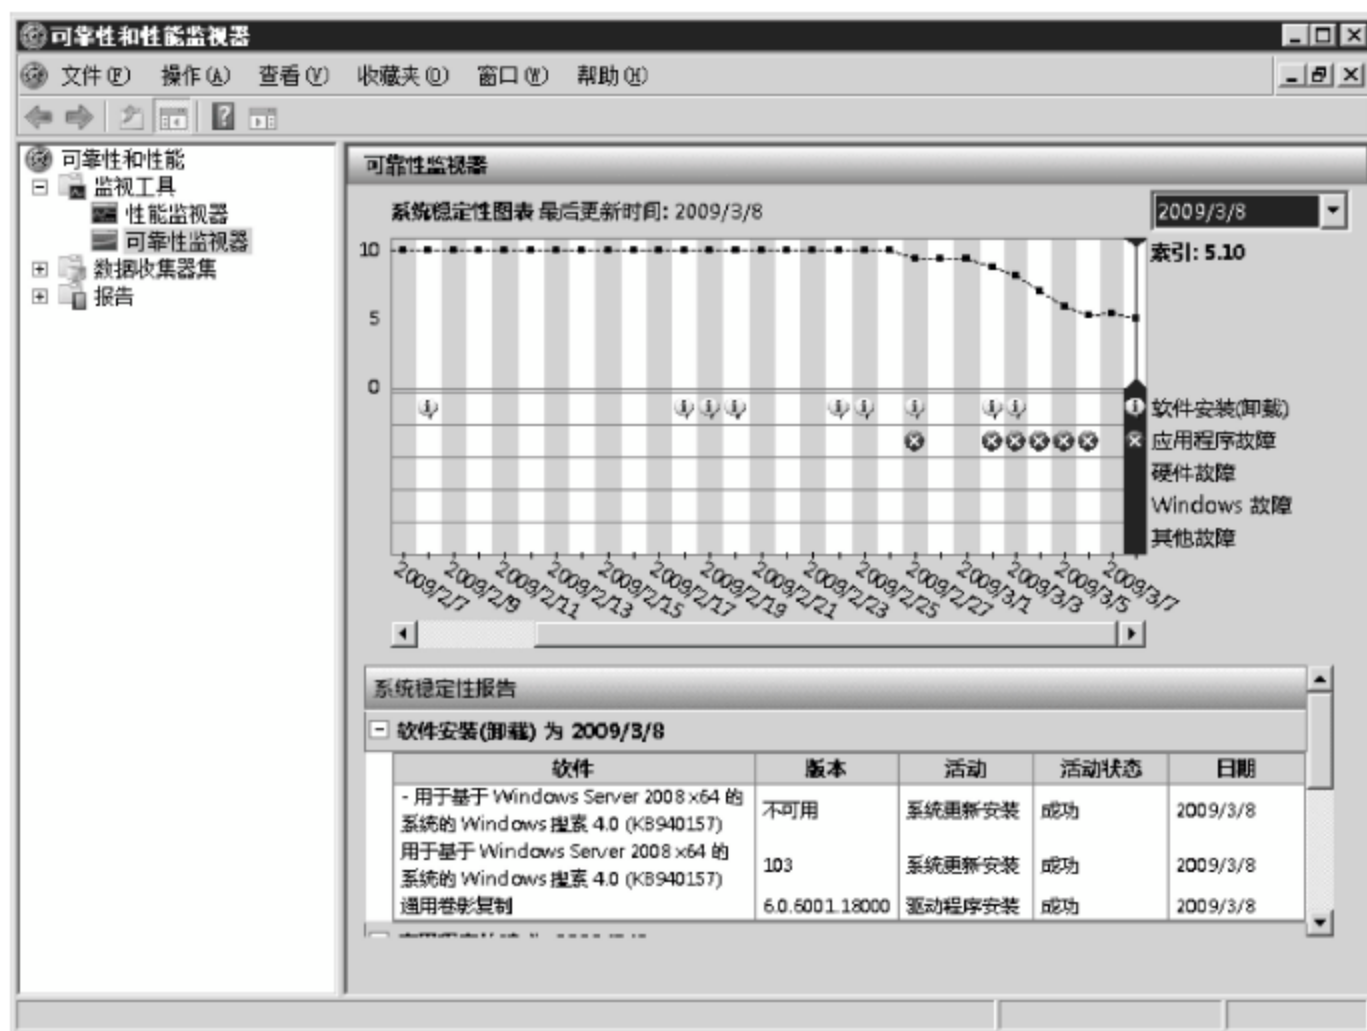 可靠性和性能监视器
文件(F) 操作(A) 查看(V) 收藏夹(O) 窗口(W) 帮助(H)
可靠性和性能
监视工具
性能监视器
可靠性监视器
数据收集器集
报告
可靠性监视器
系统稳定性图表 最后更新时间: 2009/3/8
2009/3/8
索引: 5.10
10
5
0
软件安装(卸载)
应用程序故障
硬件故障
Windows 故障
其他故障
2009/2/7 2009/2/9 2009/2/11 2009/2/13 2009/2/15 2009/2/17 2009/2/19 2009/2/21 2009/2/23 2009/2/25 2009/2/27 2009/3/1 2009/3/3 2009/3/5 2009/3/7
系统稳定性报告
软件安装(卸载) 为 2009/3/8
软件 版本 活动 活动状态 日期
- 用于基于 Windows Server 2008 x64 的
系统的 Windows 搜索 4.0 (KB940157) 不可用 系统更新安装 成功 2009/3/8
用于基于 Windows Server 2008 x64 的
系统的 Windows 搜索 4.0 (KB940157) 103 系统更新安装 成功 2009/3/8
通用卷影复制 6.0.6001.18000 驱动程序安装 成功 2009/3/8